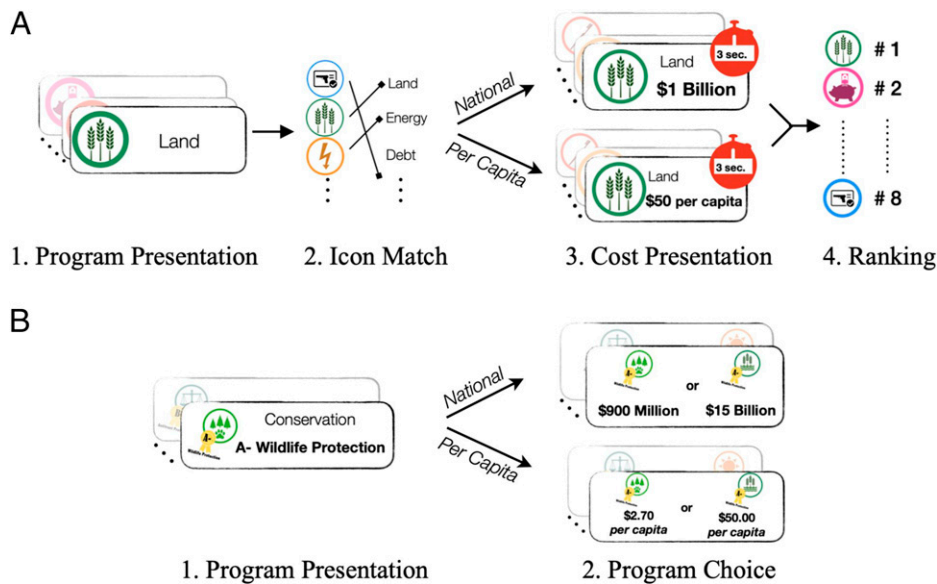 A
Land
Land
Energy
Debt
National
Per Capita
3 sec.
Land
$1 Billion
3 sec.
Land
$50 per capita
# 1
# 2
# 8
1. Program Presentation
2. Icon Match
3. Cost Presentation
4. Ranking
B
Conservation
A- Wildlife Protection
A-
Wildlife Protection
National
Per Capita
A-
or
A-
$900 Million
$15 Billion
A-
or
A-
$2.70
per capita
$50.00
per capita
1. Program Presentation
2. Program Choice